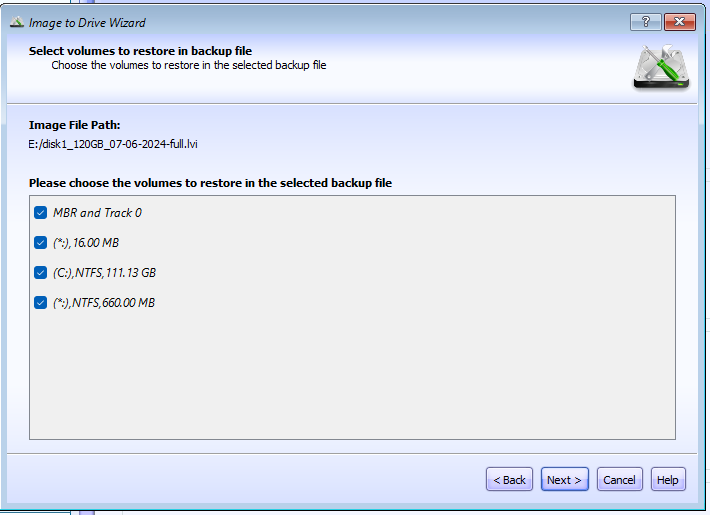 Image to Drive Wizard
?
Select volumes to restore in backup file
Choose the volumes to restore in the selected backup file
Image File Path:
E:/disk1_120GB_07-06-2024-full.lvi
Please choose the volumes to restore in the selected backup file
MBR and Track 0
(*:),16.00 MB
(C:),NTFS,111.13 GB
(*:),NTFS,660.00 MB
< Back
Next >
Cancel
Help